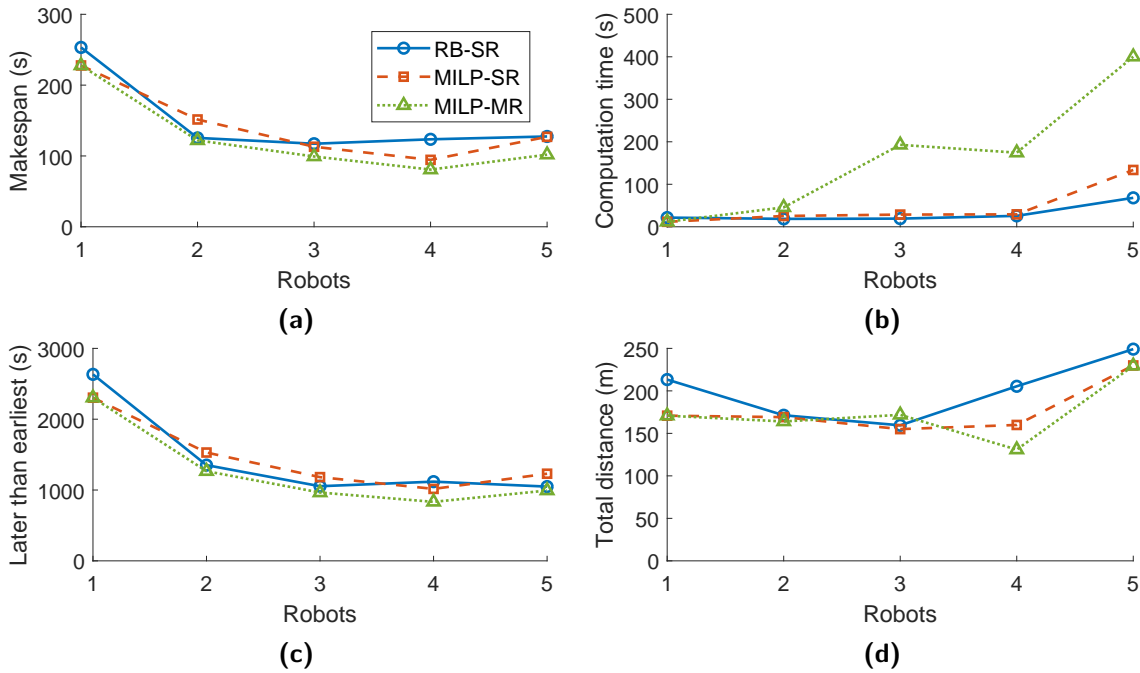 300
200
100
0
Makespan (s)
RB-SR
MILP-SR
MILP-MR
1 2 3 4 5
Robots
(a)
500
400
300
200
100
0
Computation time (s)
1 2 3 4 5
Robots
(b)
3000
2000
1000
0
Later than earliest (s)
1 2 3 4 5
Robots
(c)
250
200
150
100
50
0
Total distance (m)
1 2 3 4 5
Robots
(d)